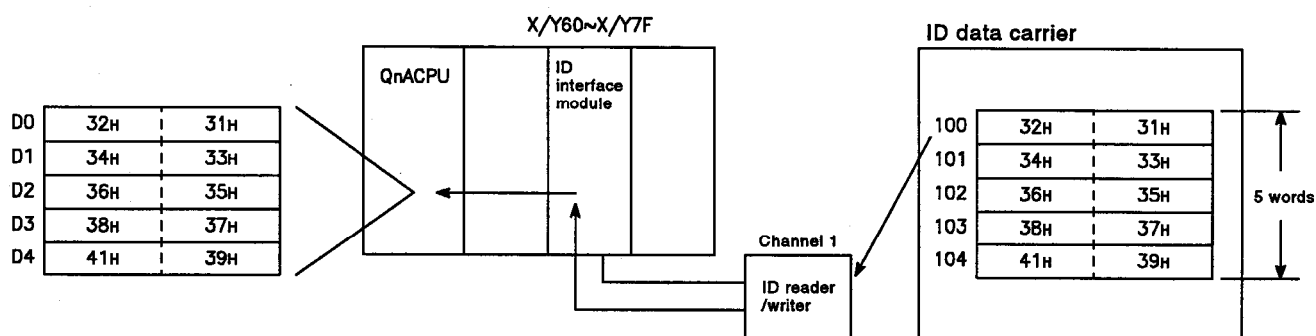 X/Y60~X/Y7F
ID data carrier
QnACPU
ID
interface
module
D0 32H 31H
D1 34H 33H
D2 36H 35H
D3 38H 37H
D4 41H 39H
100 32H 31H
101 34H 33H
102 36H 35H
103 38H 37H
104 41H 39H
5 words
Channel 1
ID reader
/writer